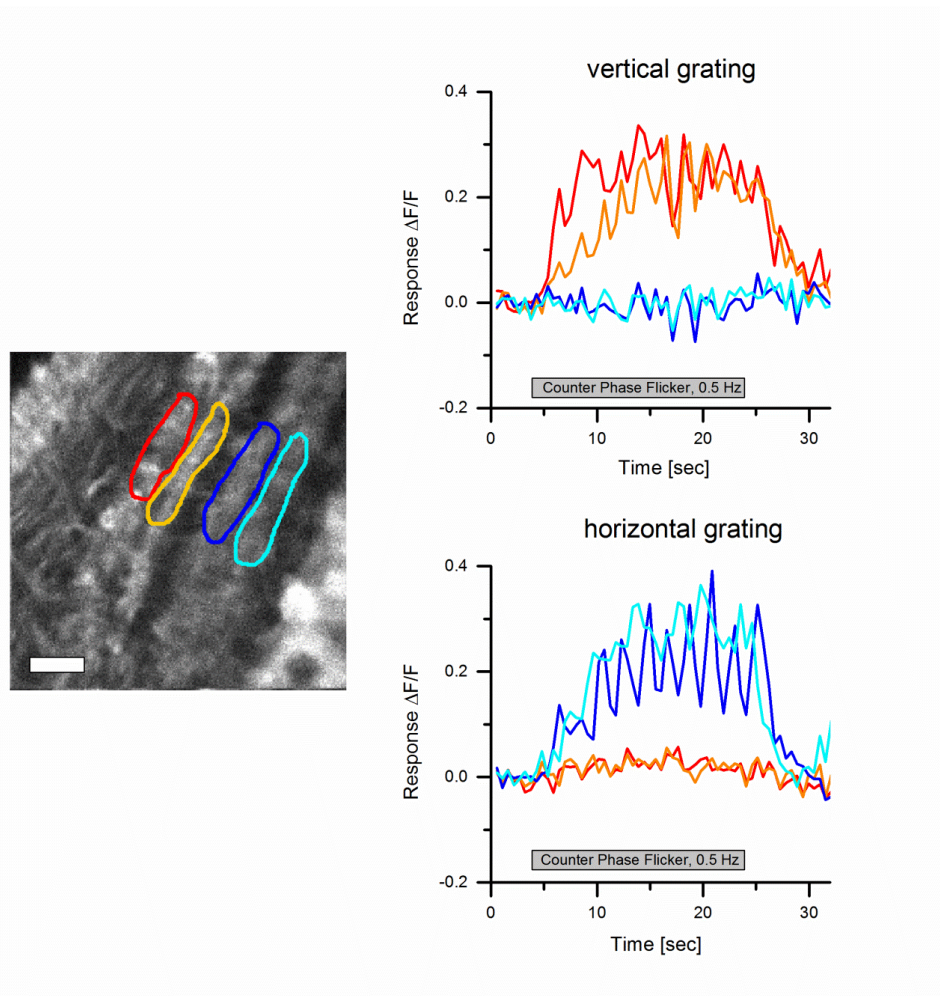 vertical grating
0.4
0.2
0.0
-0.2
Response ΔF/F
Counter Phase Flicker, 0.5 Hz
0 10 20 30
Time [sec]
horizontal grating
0.4
0.2
0.0
-0.2
Response ΔF/F
Counter Phase Flicker, 0.5 Hz
0 10 20 30
Time [sec]